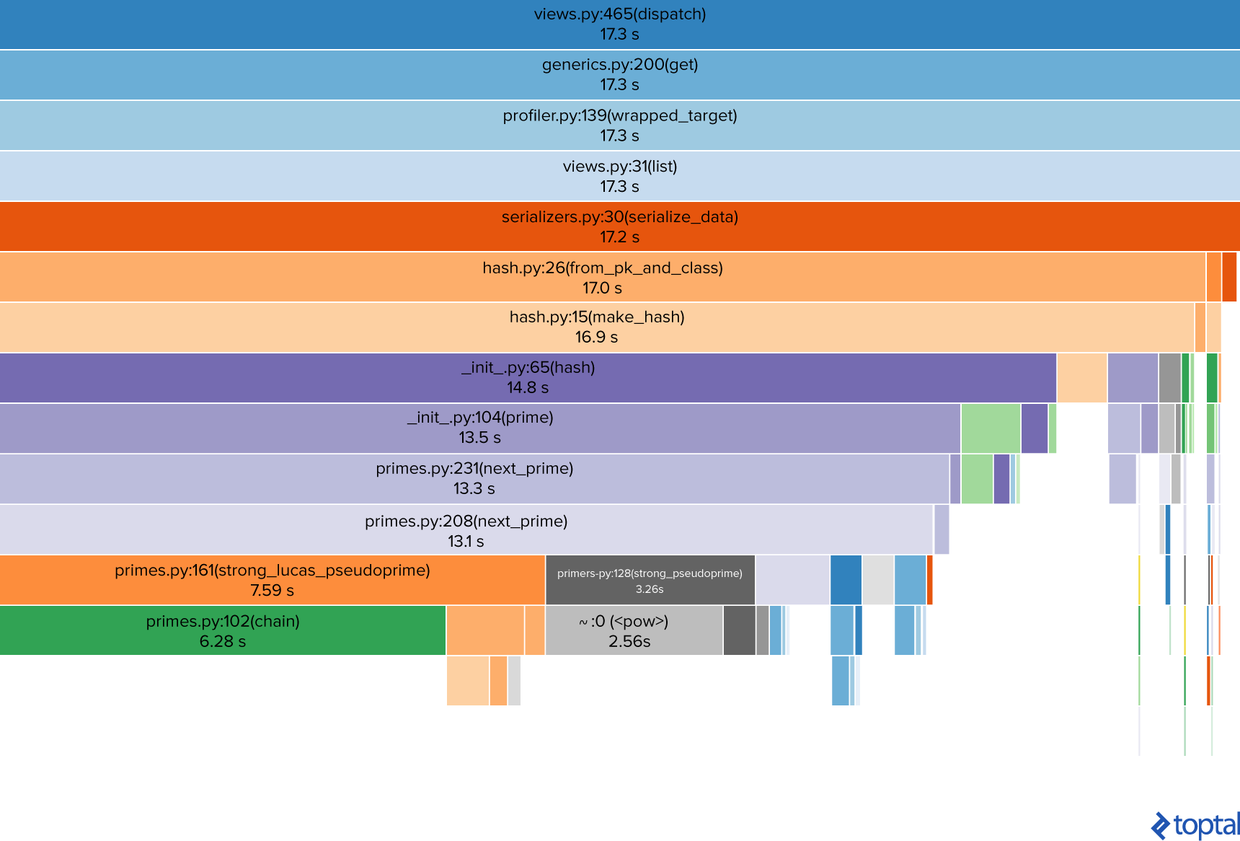 views.py:465(dispatch)
17.3 s
generics.py:200(get)
17.3 s
profiler.py:139(wrapped_target)
17.3 s
views.py:31(list)
17.3 s
serializers.py:30(serialize_data)
17.2 s
hash.py:26(from_pk_and_class)
17.0 s
hash.py:15(make_hash)
16.9 s
_init_.py:65(hash)
14.8 s
_init_.py:104(prime)
13.5 s
primes.py:231(next_prime)
13.3 s
primes.py:208(next_prime)
13.1 s
primes.py:161(strong_lucas_pseudoprime)
7.59 s
primers-py:128(strong_pseudoprime)
3.26s
primes.py:102(chain)
6.28 s
~ :0 (<pow>)
2.56s
toptal